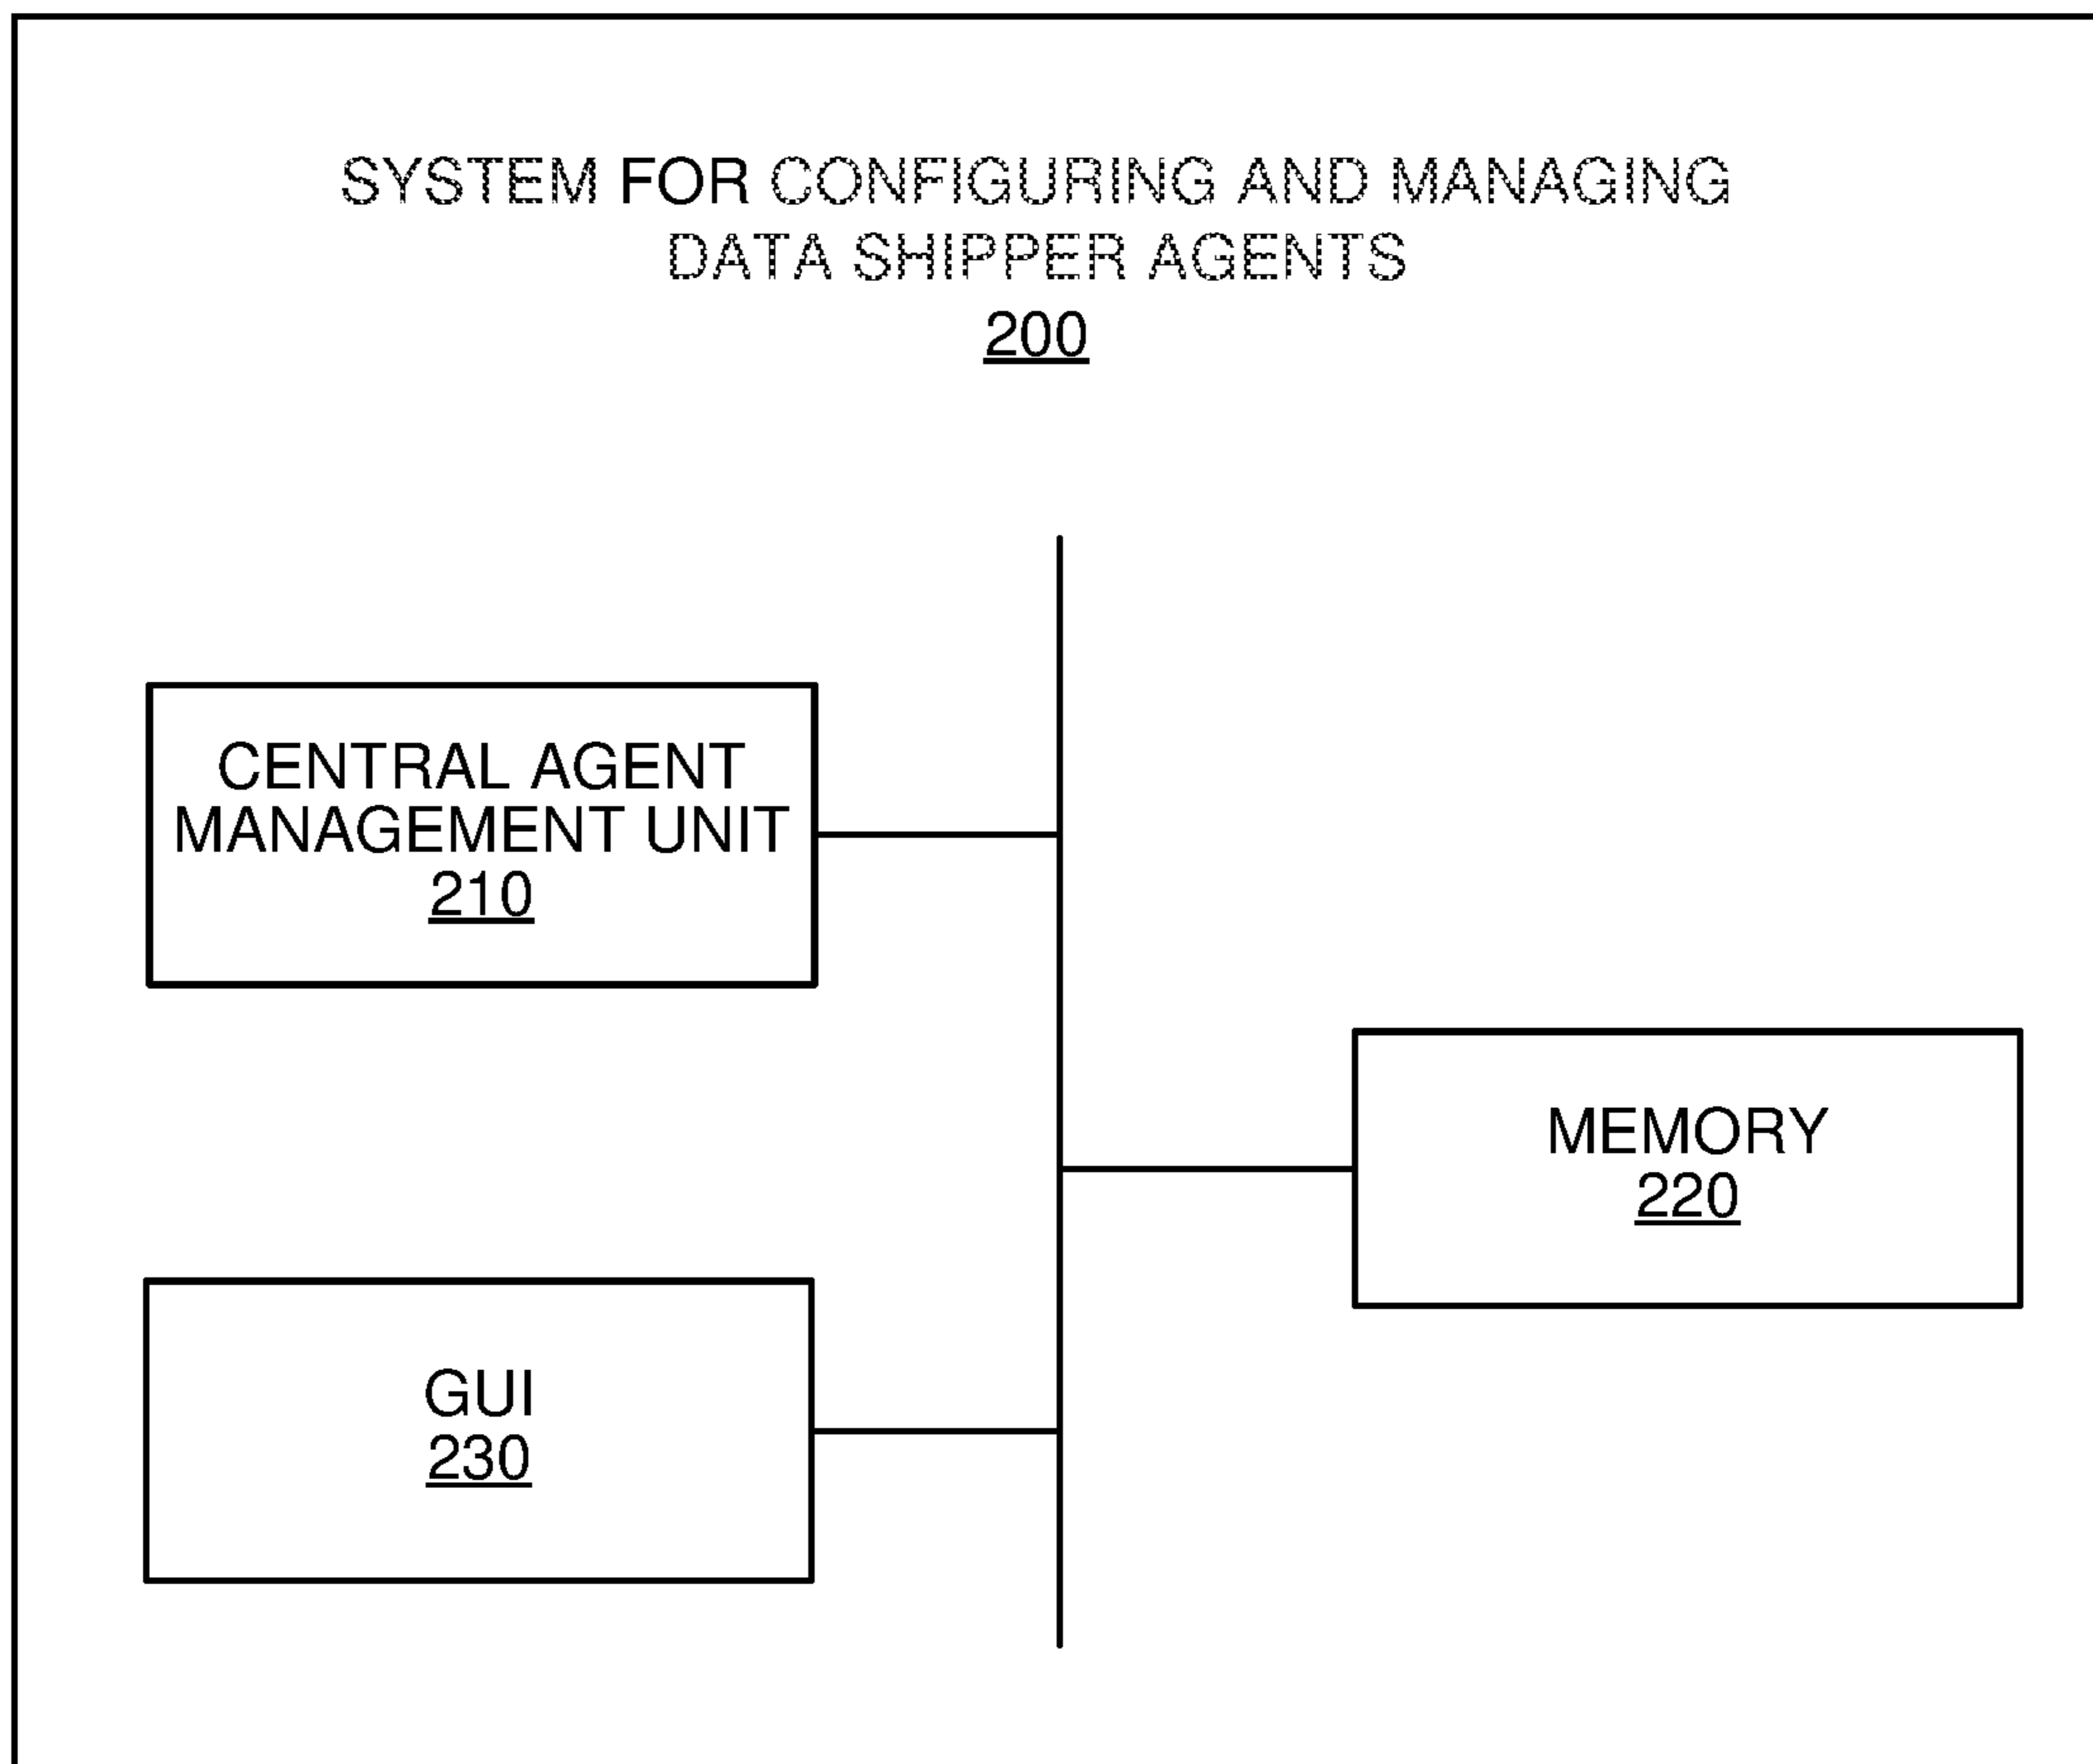 SYSTEM FOR CONFIGURING AND MANAGING
DATA SHIPPER AGENTS
200
CENTRAL AGENT
MANAGEMENT UNIT
210
MEMORY
220
GUI
230